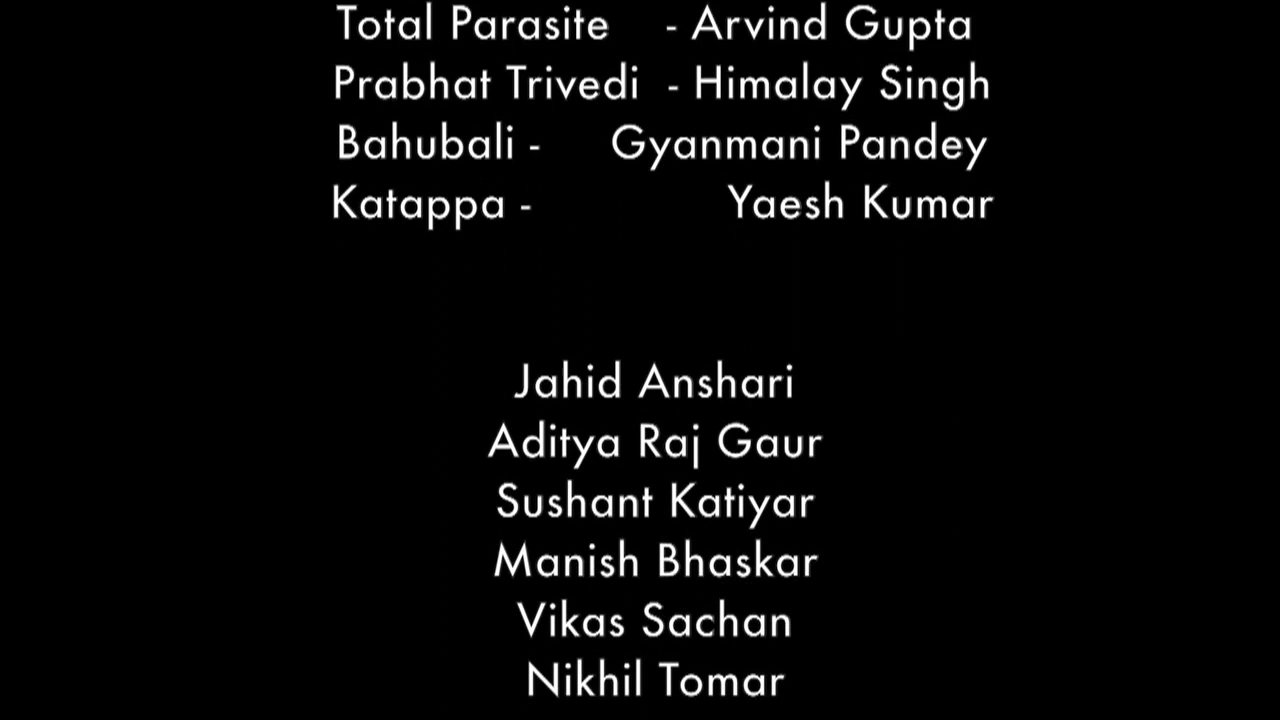 Total Parasite - Arvind Gupta
Prabhat Trivedi - Himalay Singh
Bahubali - Gyanmani Pandey
Katappa - Yaesh Kumar
Jahid Anshari
Aditya Raj Gaur
Sushant Katiyar
Manish Bhaskar
Vikas Sachan
Nikhil Tomar